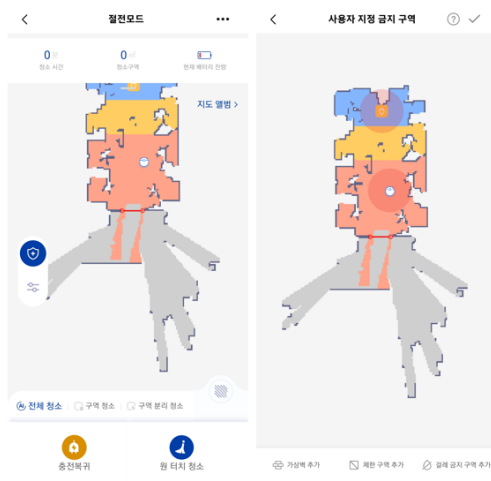 절전모드
0
0
청소 시간
청소구역
현재 배터리 잔량
지도 앨범 >
전체 청소
구역 청소
구역 분리 청소
충전복귀
원 터치 청소
사용자 지정 금지 구역
가상벽 추가
제한 구역 추가
걸레 금지 구역 추가